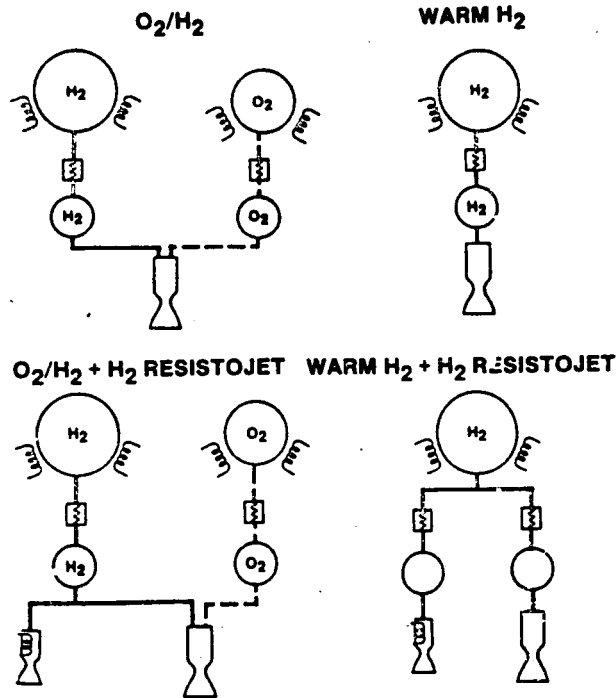 O₂/H₂
WARM H₂
H₂
O₂
H₂
H₂
O₂
H₂
O₂/H₂ + H₂ RESISTOJET
WARM H₂ + H₂ RESISTOJET
H₂
O₂
H₂
H₂
O₂